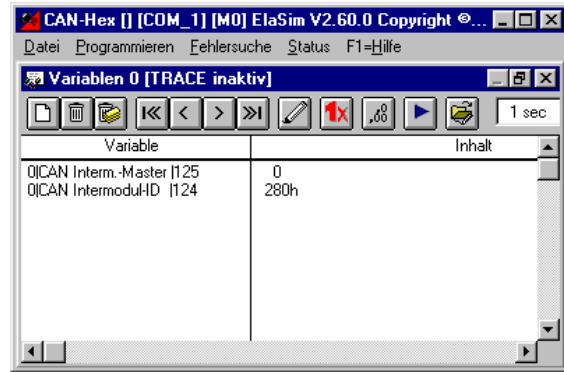 CAN-Hex [] [COM_1] [M0] ElaSim V2.60.0 Copyright ©...
Datei Programmieren Fehlersuche Status F1=Hilfe
Variablen 0 [TRACE inaktiv]
1x 1 sec
Variable Inhalt
0|CAN Interm.-Master |125 0
0|CAN Intermodul-ID |124 280h